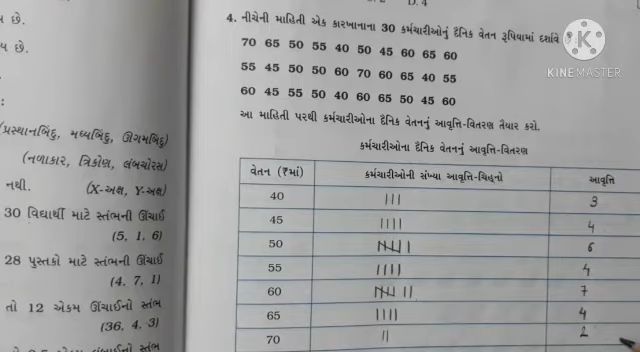 D. 4
4. નીચેની માહિતી એક કારખાનાના 30 કર્મચારીઓનું દૈનિક વેતન રૂપિયામાં દર્શાવે
70 65 50 55 40 50 45 60 65 60
55 45 50 50 60 70 60 65 40 55
60 45 55 50 40 60 65 50 45 60
આ માહિતી પરથી કર્મચારીઓના દૈનિક વેતનનું આવૃત્તિ-વિતરણ તૈયાર કરો.
કર્મચારીઓના દૈનિક વેતનનું આવૃત્તિ-વિતરણ
વેતન (₹માં) કર્મચારીઓની સંખ્યા આવૃત્તિ-ચિહ્નો આવૃત્તિ
40 ||| 3
45 |||| 4
50 6
55 |||| 4
60 7
65 |||| 4
70 || 2
છે.
છે.
(પ્રસ્થાનબિંદુ, મધ્યબિંદુ, ઊગમબિંદુ)
(નળાકાર, ત્રિકોણ, લંબચોરસ)
નથી. (X-અક્ષ, Y-અક્ષ)
30 વિદ્યાર્થી માટે સ્તંભની ઊંચાઈ
(5, 1, 6)
28 પુસ્તકો માટે સ્તંભની ઊંચાઈ
(4, 7, 1)
તો 12 એકમ ઊંચાઈનો સ્તંભ
(36, 4, 3)
એકમ લંબાઈનો સ્તંભ
KINEMASTER